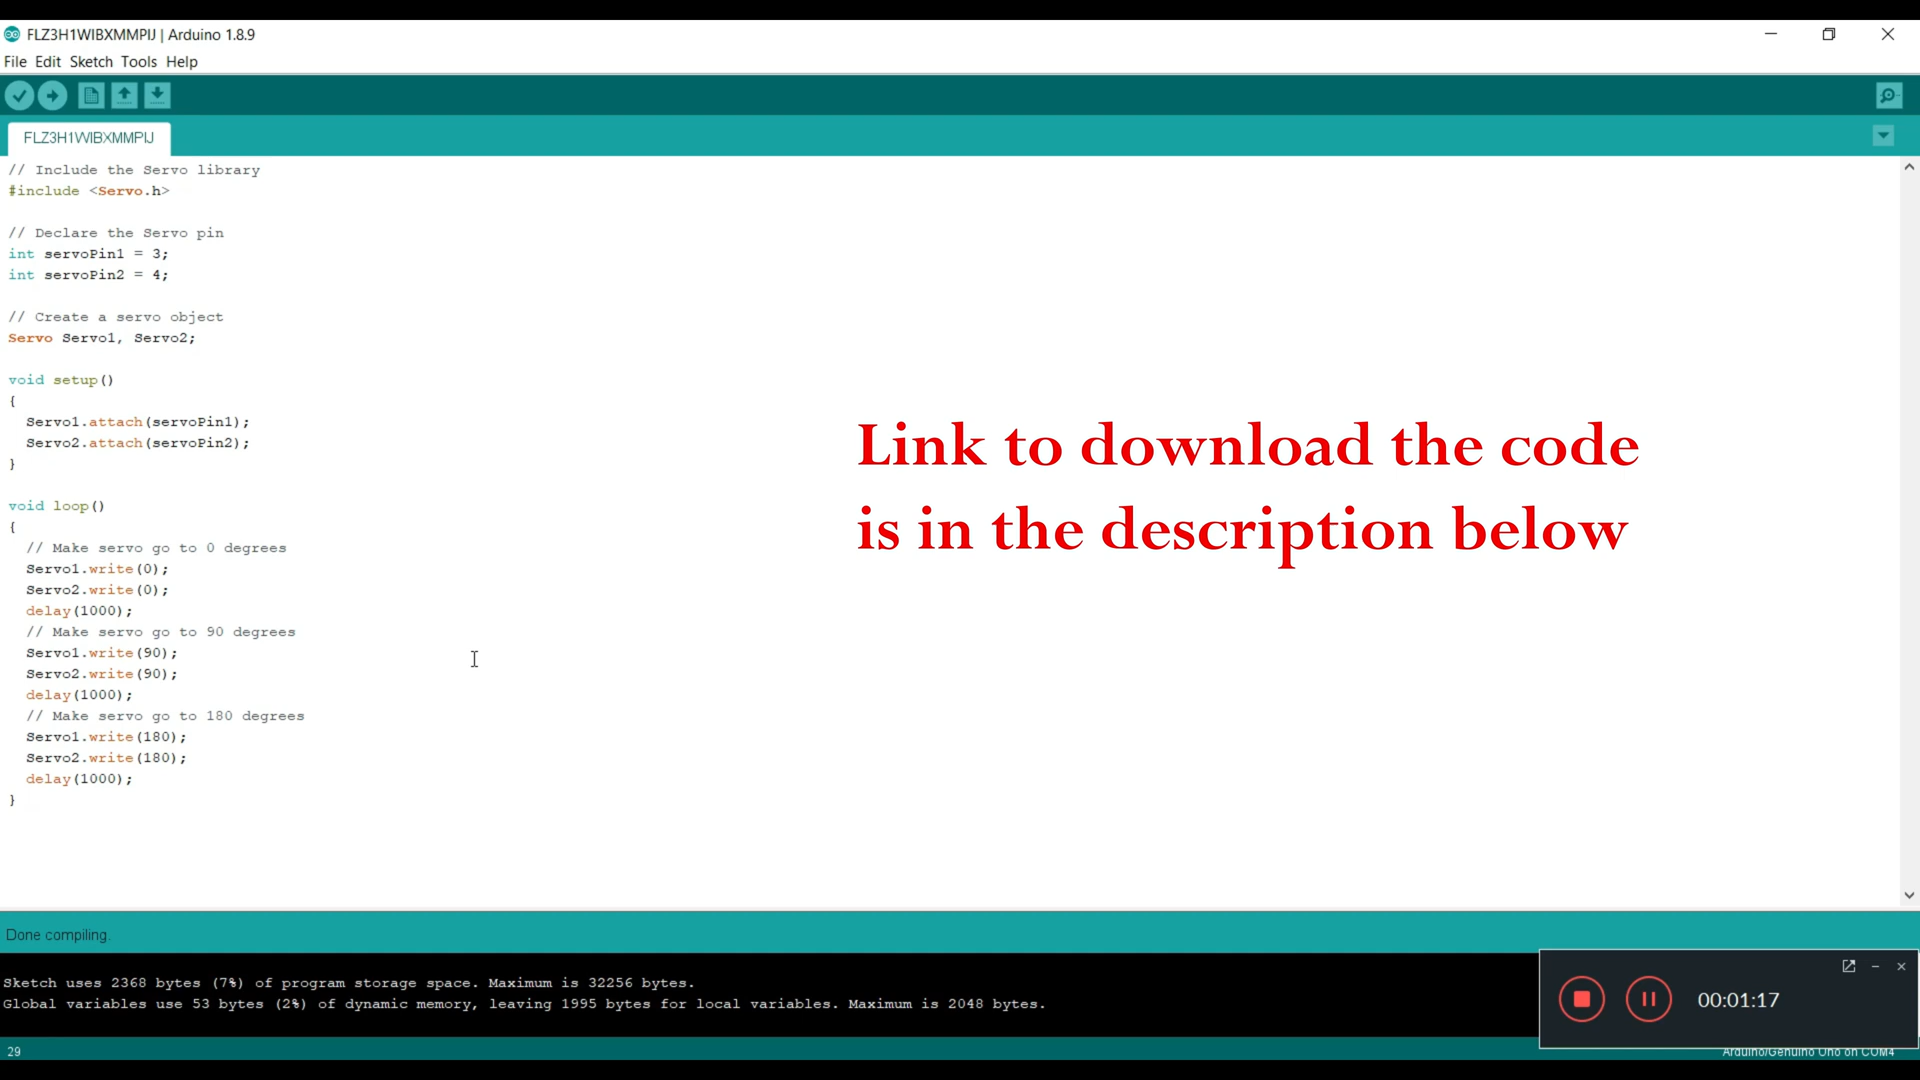 FLZ3H1WIBXMMPIJ | Arduino 1.8.9
File Edit Sketch Tools Help
FLZ3H1WIBXMMPIJ
// Include the Servo library
#include <Servo.h>
// Declare the Servo pin
int servoPin1 = 3;
int servoPin2 = 4;
// Create a servo object
Servo Servo1, Servo2;
void setup()
{
Servo1.attach(servoPin1);
Servo2.attach(servoPin2);
}
void loop()
{
// Make servo go to 0 degrees
Servo1.write(0);
Servo2.write(0);
delay(1000);
// Make servo go to 90 degrees
Servo1.write(90);
Servo2.write(90);
delay(1000);
// Make servo go to 180 degrees
Servo1.write(180);
Servo2.write(180);
delay(1000);
}
Link to download the code
is in the description below
Done compiling.
Sketch uses 2368 bytes (7%) of program storage space. Maximum is 32256 bytes.
Global variables use 53 bytes (2%) of dynamic memory, leaving 1995 bytes for local variables. Maximum is 2048 bytes.
00:01:17
29
Arduino/Genuino Uno on COM4